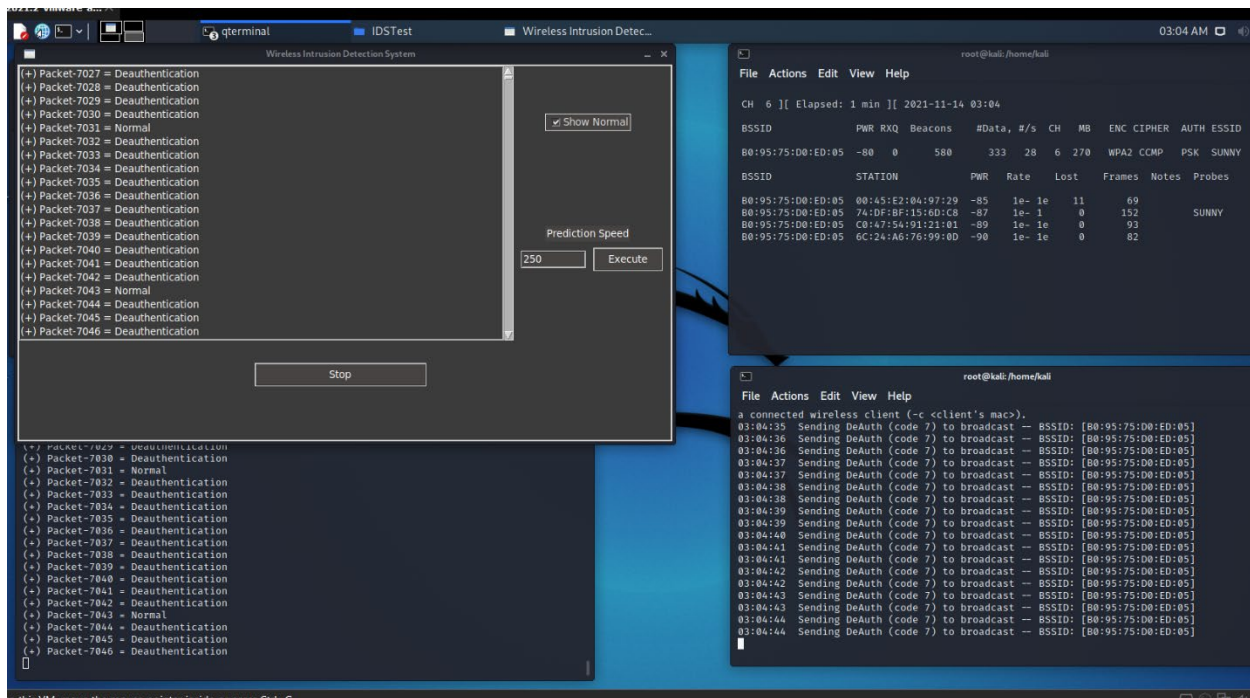 2021.2 VMware a...
qterminal
IDSTest
Wireless Intrusion Detec...
03:04 AM
Wireless Intrusion Detection System
(+) Packet-7027 = Deauthentication
(+) Packet-7028 = Deauthentication
(+) Packet-7029 = Deauthentication
(+) Packet-7030 = Deauthentication
(+) Packet-7031 = Normal
(+) Packet-7032 = Deauthentication
(+) Packet-7033 = Deauthentication
(+) Packet-7034 = Deauthentication
(+) Packet-7035 = Deauthentication
(+) Packet-7036 = Deauthentication
(+) Packet-7037 = Deauthentication
(+) Packet-7038 = Deauthentication
(+) Packet-7039 = Deauthentication
(+) Packet-7040 = Deauthentication
(+) Packet-7041 = Deauthentication
(+) Packet-7042 = Deauthentication
(+) Packet-7043 = Normal
(+) Packet-7044 = Deauthentication
(+) Packet-7045 = Deauthentication
(+) Packet-7046 = Deauthentication
Show Normal
Prediction Speed
250 Execute
Stop
(+) Packet-7029 = Deauthentication
(+) Packet-7030 = Deauthentication
(+) Packet-7031 = Normal
(+) Packet-7032 = Deauthentication
(+) Packet-7033 = Deauthentication
(+) Packet-7034 = Deauthentication
(+) Packet-7035 = Deauthentication
(+) Packet-7036 = Deauthentication
(+) Packet-7037 = Deauthentication
(+) Packet-7038 = Deauthentication
(+) Packet-7039 = Deauthentication
(+) Packet-7040 = Deauthentication
(+) Packet-7041 = Deauthentication
(+) Packet-7042 = Deauthentication
(+) Packet-7043 = Normal
(+) Packet-7044 = Deauthentication
(+) Packet-7045 = Deauthentication
(+) Packet-7046 = Deauthentication
root@kali: /home/kali
File Actions Edit View Help
CH 6 ][ Elapsed: 1 min ][ 2021-11-14 03:04
BSSID PWR RXQ Beacons #Data, #/s CH MB ENC CIPHER AUTH ESSID
B0:95:75:D0:ED:05 -80 0 580 333 28 6 270 WPA2 CCMP PSK SUNNY
BSSID STATION PWR Rate Lost Frames Notes Probes
B0:95:75:D0:ED:05 00:45:E2:04:97:29 -85 1e- 1e 11 69
B0:95:75:D0:ED:05 74:DF:BF:15:6D:C8 -87 1e- 1 0 152 SUNNY
B0:95:75:D0:ED:05 C0:47:54:91:21:01 -89 1e- 1e 0 93
B0:95:75:D0:ED:05 6C:24:A6:76:99:0D -90 1e- 1e 0 82
root@kali: /home/kali
File Actions Edit View Help
a connected wireless client (-c <client's mac>).
03:04:35 Sending DeAuth (code 7) to broadcast -- BSSID: [B0:95:75:D0:ED:05]
03:04:36 Sending DeAuth (code 7) to broadcast -- BSSID: [B0:95:75:D0:ED:05]
03:04:36 Sending DeAuth (code 7) to broadcast -- BSSID: [B0:95:75:D0:ED:05]
03:04:37 Sending DeAuth (code 7) to broadcast -- BSSID: [B0:95:75:D0:ED:05]
03:04:37 Sending DeAuth (code 7) to broadcast -- BSSID: [B0:95:75:D0:ED:05]
03:04:38 Sending DeAuth (code 7) to broadcast -- BSSID: [B0:95:75:D0:ED:05]
03:04:38 Sending DeAuth (code 7) to broadcast -- BSSID: [B0:95:75:D0:ED:05]
03:04:39 Sending DeAuth (code 7) to broadcast -- BSSID: [B0:95:75:D0:ED:05]
03:04:39 Sending DeAuth (code 7) to broadcast -- BSSID: [B0:95:75:D0:ED:05]
03:04:40 Sending DeAuth (code 7) to broadcast -- BSSID: [B0:95:75:D0:ED:05]
03:04:41 Sending DeAuth (code 7) to broadcast -- BSSID: [B0:95:75:D0:ED:05]
03:04:41 Sending DeAuth (code 7) to broadcast -- BSSID: [B0:95:75:D0:ED:05]
03:04:42 Sending DeAuth (code 7) to broadcast -- BSSID: [B0:95:75:D0:ED:05]
03:04:42 Sending DeAuth (code 7) to broadcast -- BSSID: [B0:95:75:D0:ED:05]
03:04:43 Sending DeAuth (code 7) to broadcast -- BSSID: [B0:95:75:D0:ED:05]
03:04:43 Sending DeAuth (code 7) to broadcast -- BSSID: [B0:95:75:D0:ED:05]
03:04:44 Sending DeAuth (code 7) to broadcast -- BSSID: [B0:95:75:D0:ED:05]
03:04:44 Sending DeAuth (code 7) to broadcast -- BSSID: [B0:95:75:D0:ED:05]